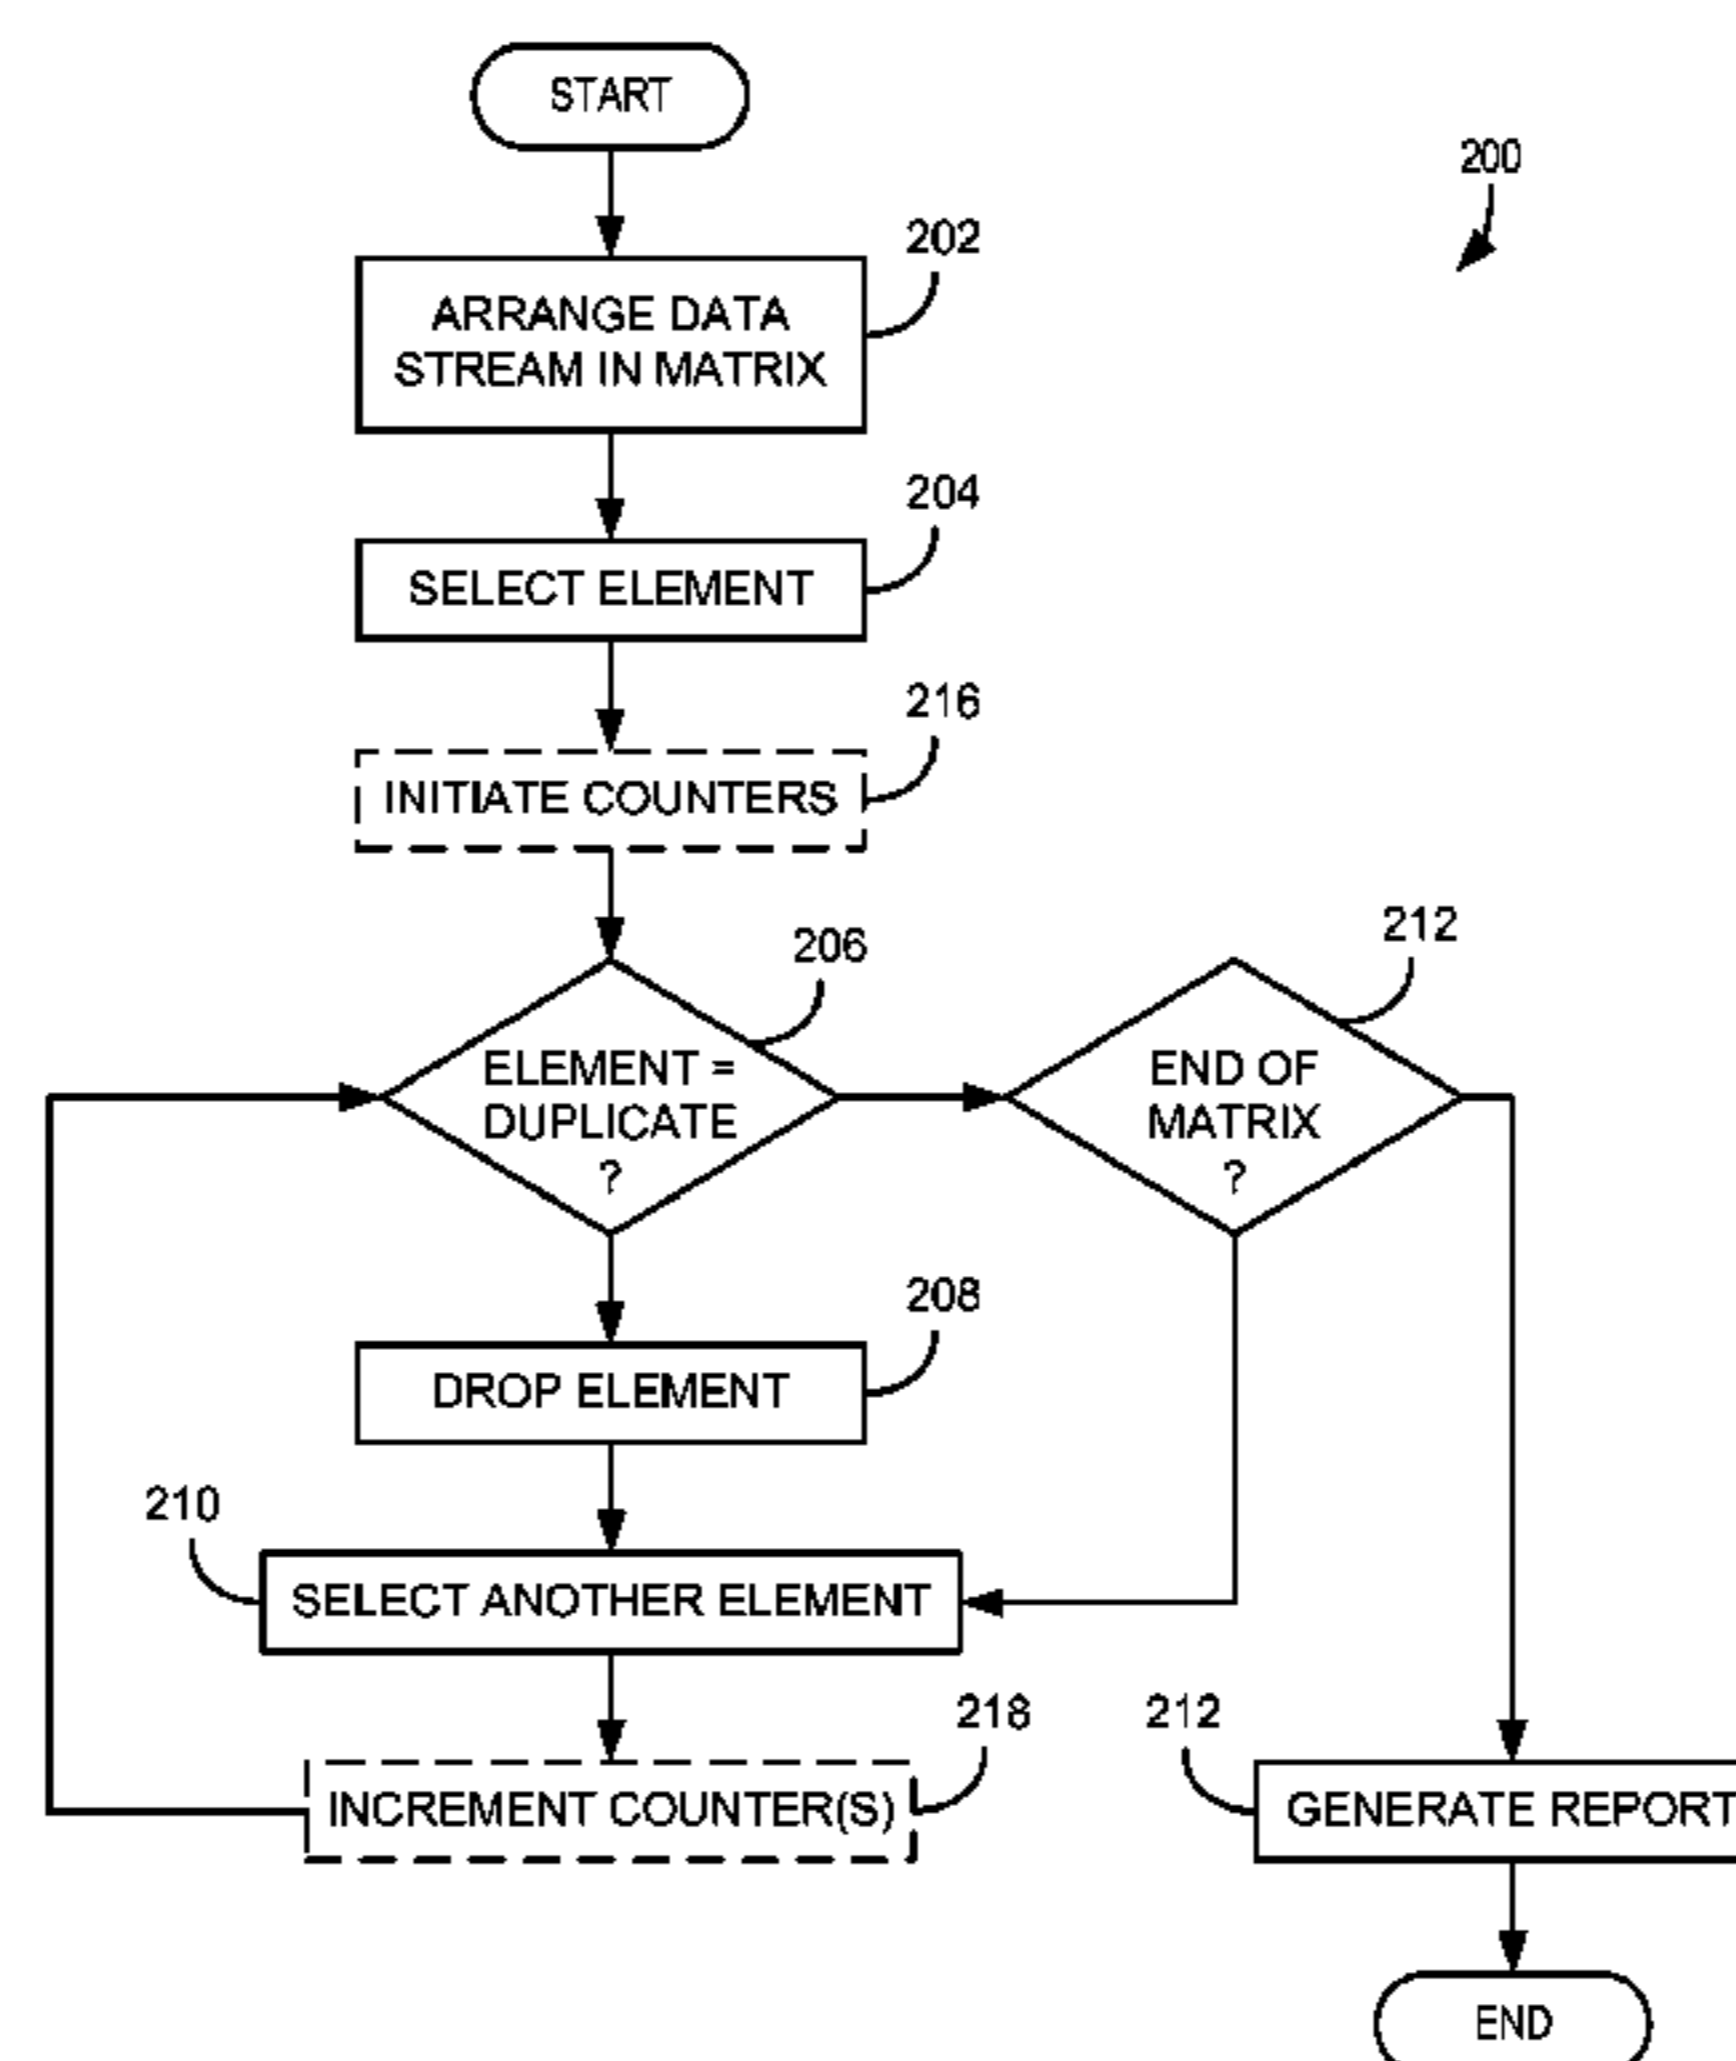 START
200
202
ARRANGE DATA
STREAM IN MATRIX
204
SELECT ELEMENT
216
INITIATE COUNTERS
206
212
ELEMENT =
DUPLICATE
?
END OF
MATRIX
?
208
DROP ELEMENT
210
SELECT ANOTHER ELEMENT
218
212
INCREMENT COUNTER(S)
GENERATE REPORT
END